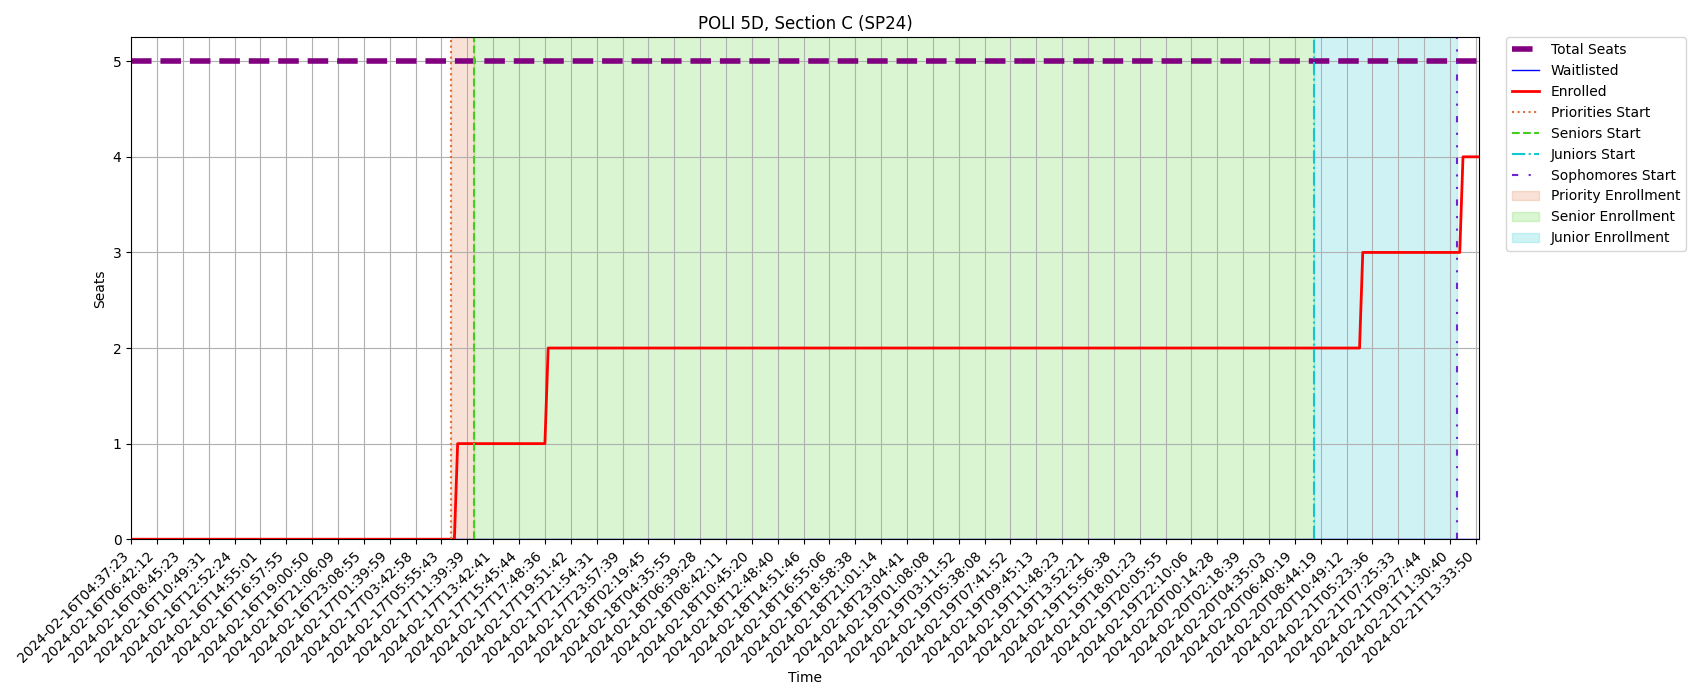 POLI 5D, Section C (SP24)
Seats
5
4
3
2
1
0
2024-02-16T04:37:23
2024-02-16T06:42:12
2024-02-16T08:45:23
2024-02-16T10:49:31
2024-02-16T12:52:24
2024-02-16T14:55:01
2024-02-16T16:57:55
2024-02-16T19:00:50
2024-02-16T21:06:09
2024-02-16T23:08:55
2024-02-17T01:39:59
2024-02-17T03:42:58
2024-02-17T05:55:43
2024-02-17T11:39:39
2024-02-17T13:42:41
2024-02-17T15:45:44
2024-02-17T17:48:36
2024-02-17T19:51:42
2024-02-17T21:54:31
2024-02-17T23:57:39
2024-02-18T02:19:45
2024-02-18T04:35:55
2024-02-18T06:39:28
2024-02-18T08:42:11
2024-02-18T10:45:20
2024-02-18T12:48:40
2024-02-18T14:51:46
2024-02-18T16:55:06
2024-02-18T18:58:38
2024-02-18T21:01:14
2024-02-18T23:04:41
2024-02-19T01:08:08
2024-02-19T03:11:52
2024-02-19T05:38:08
2024-02-19T07:41:52
2024-02-19T09:45:13
2024-02-19T11:48:23
2024-02-19T13:52:21
2024-02-19T15:56:38
2024-02-19T18:01:23
2024-02-19T20:05:55
2024-02-19T22:10:06
2024-02-20T00:14:28
2024-02-20T02:18:39
2024-02-20T04:35:03
2024-02-20T06:40:19
2024-02-20T08:44:19
2024-02-20T10:49:12
2024-02-21T05:23:36
2024-02-21T07:25:33
2024-02-21T09:27:44
2024-02-21T11:30:40
2024-02-21T13:33:50
Time
Total Seats
Waitlisted
Enrolled
Priorities Start
Seniors Start
Juniors Start
Sophomores Start
Priority Enrollment
Senior Enrollment
Junior Enrollment